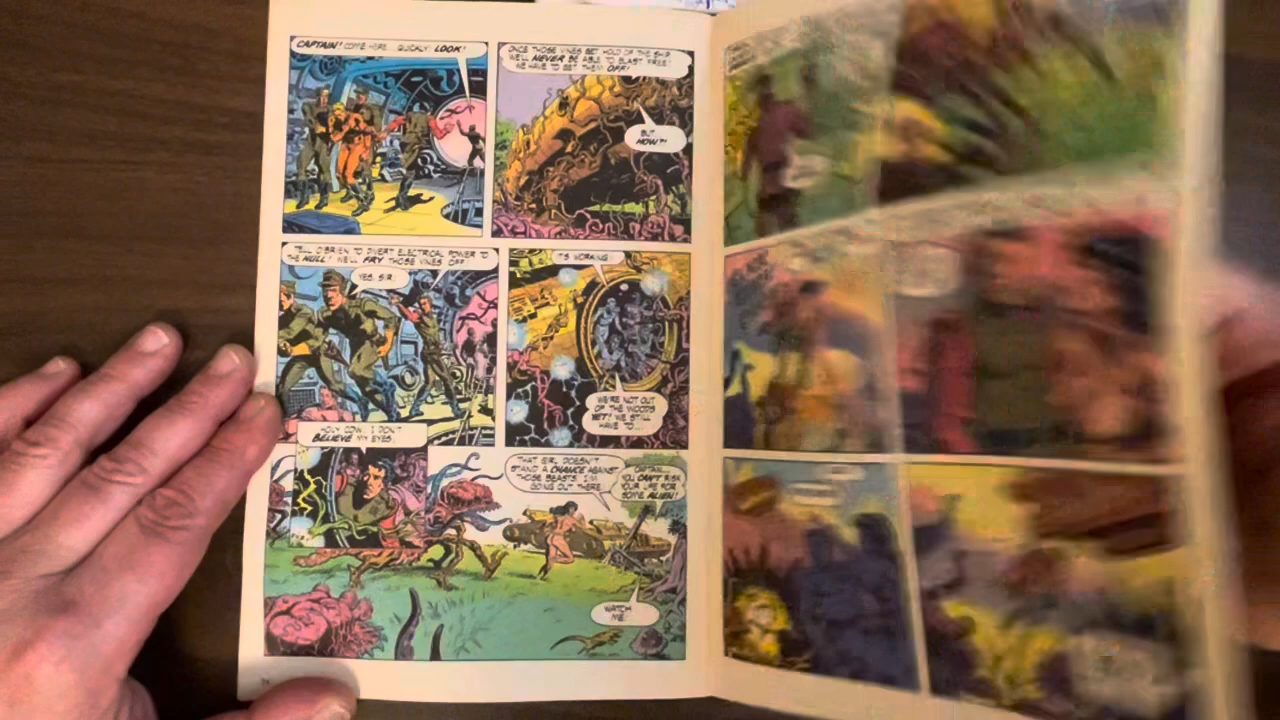 CAPTAIN! COME HERE... QUICKLY! LOOK!
ONCE THOSE VINES GET HOLD OF THE SHIP
WE'LL NEVER BE ABLE TO BLAST FREE!
WE HAVE TO GET THEM OFF!
BUT...
HOW?!
TELL O'BRIEN TO DIVERT ELECTRICAL POWER TO
THE HULL! WE'LL FRY THOSE VINES OFF!
YES, SIR.
IT'S WORKING!
WE'RE NOT OUT
OF THE WOODS
YET! WE STILL
HAVE TO...
HOLY COW, I DON'T
BELIEVE MY EYES.
THAT GIRL DOESN'T
STAND A CHANCE AGAINST
THOSE BEASTS. I'M
GOING OUT THERE.
CAPTAIN...
YOU CAN'T RISK
YOUR LIFE FOR
SOME ALIEN!
WATCH
ME!